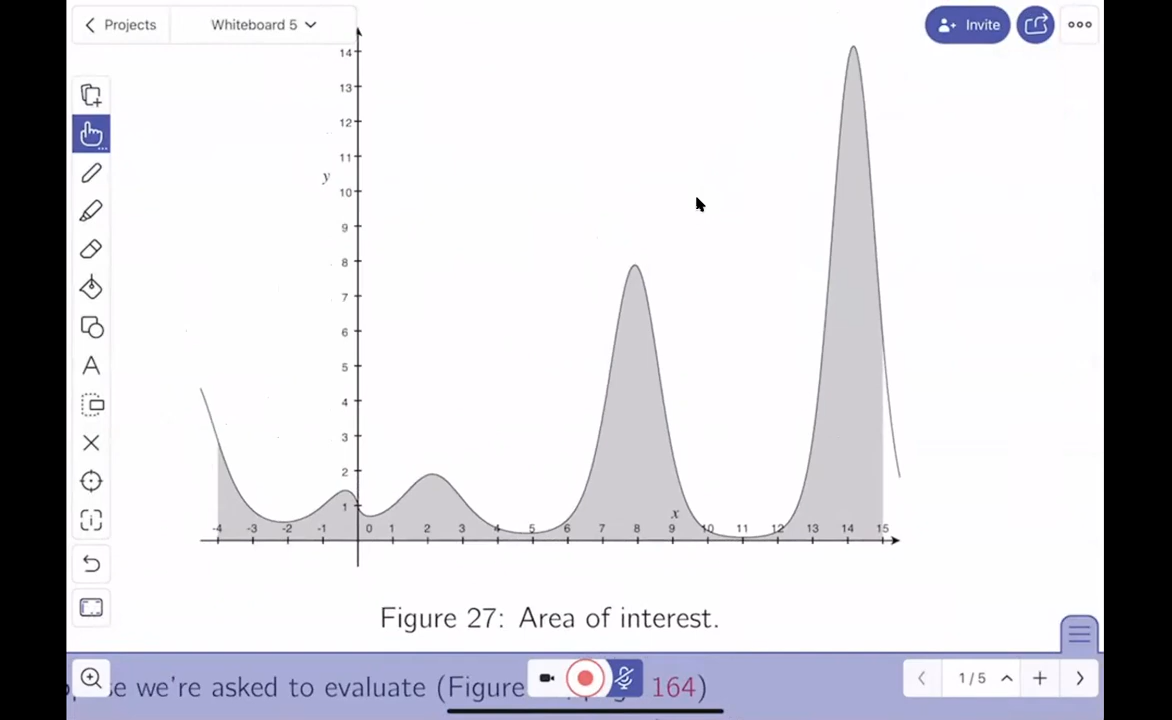 Projects
Whiteboard 5
Invite
14
13
12
11
y
10
9
8
7
6
5
4
3
2
1
x
-4 -3 -2 -1 0 1 2 3 4 5 6 7 8 9 10 11 12 13 14 15
Figure 27: Area of interest.
we're asked to evaluate (Figure 164)
1/5